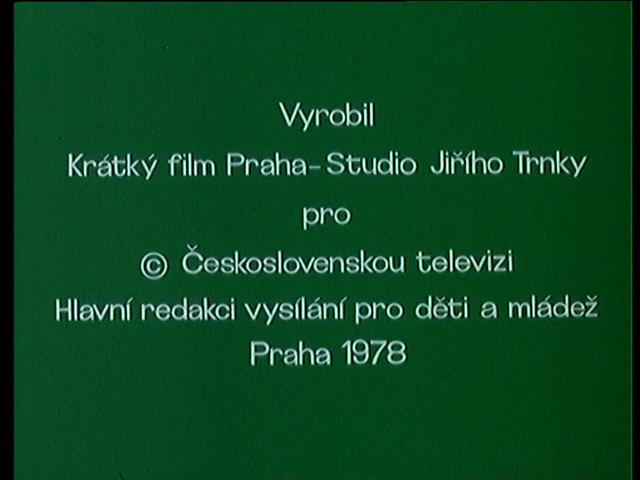 Vyrobil
Krátký film Praha-Studio Jiřího Trnky
pro
© Československou televizi
Hlavní redakci vysílání pro děti a mládež
Praha 1978